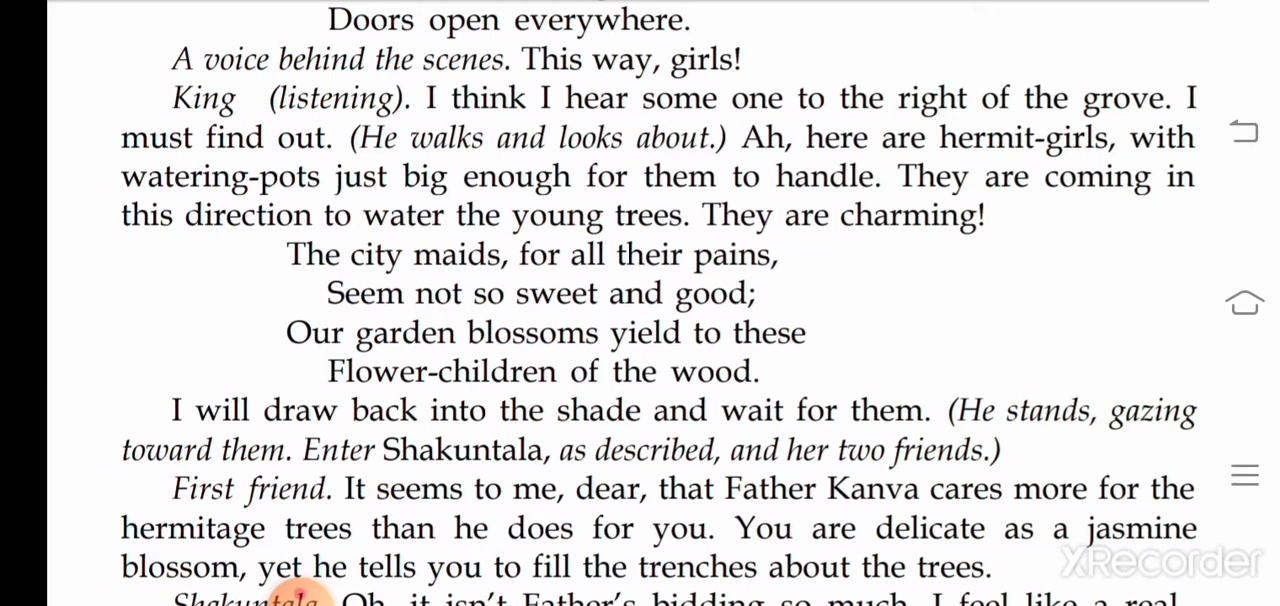 Doors open everywhere.
A voice behind the scenes. This way, girls!
King (listening). I think I hear some one to the right of the grove. I
must find out. (He walks and looks about.) Ah, here are hermit-girls, with
watering-pots just big enough for them to handle. They are coming in
this direction to water the young trees. They are charming!
The city maids, for all their pains,
Seem not so sweet and good;
Our garden blossoms yield to these
Flower-children of the wood.
I will draw back into the shade and wait for them. (He stands, gazing
toward them. Enter Shakuntala, as described, and her two friends.)
First friend. It seems to me, dear, that Father Kanva cares more for the
hermitage trees than he does for you. You are delicate as a jasmine
blossom, yet he tells you to fill the trenches about the trees.
Shakuntala. Oh, it isn't Father's bidding so much. I feel like a real
XRecorder